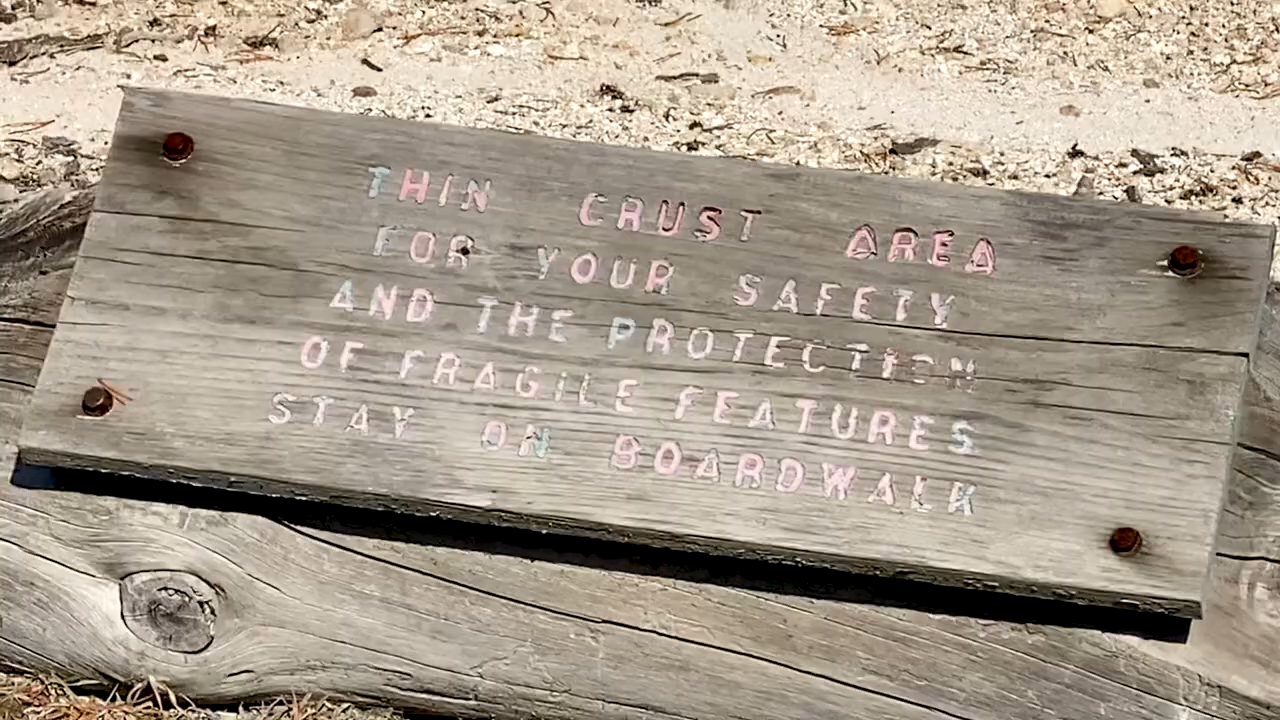 THIN CRUST AREA
FOR YOUR SAFETY
AND THE PROTECTION
OF FRAGILE FEATURES
STAY ON BOARDWALK